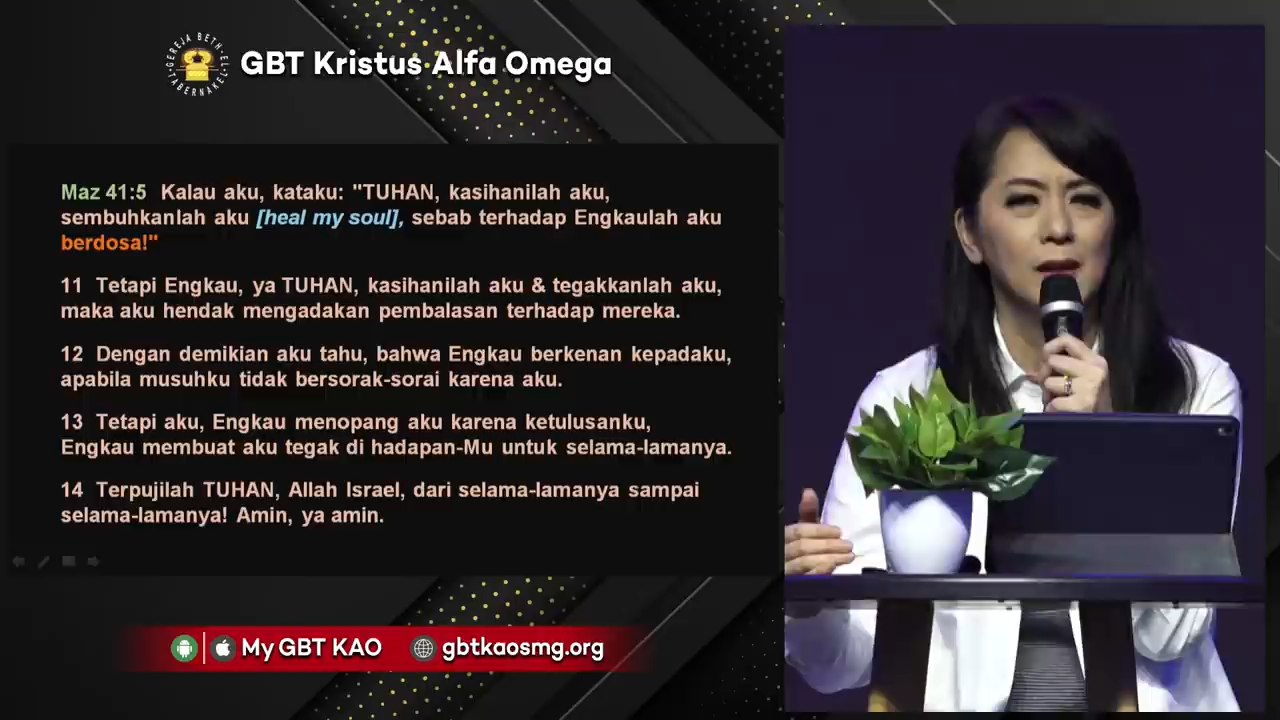 GEREJA BETH-EL TABERNAKEL
GBT Kristus Alfa Omega
Maz 41:5 Kalau aku, kataku: "TUHAN, kasihanilah aku,
sembuhkanlah aku [heal my soul], sebab terhadap Engkaulah aku
berdosa!"
11 Tetapi Engkau, ya TUHAN, kasihanilah aku & tegakkanlah aku,
maka aku hendak mengadakan pembalasan terhadap mereka.
12 Dengan demikian aku tahu, bahwa Engkau berkenan kepadaku,
apabila musuhku tidak bersorak-sorai karena aku.
13 Tetapi aku, Engkau menopang aku karena ketulusanku,
Engkau membuat aku tegak di hadapan-Mu untuk selama-lamanya.
14 Terpujilah TUHAN, Allah Israel, dari selama-lamanya sampai
selama-lamanya! Amin, ya amin.
My GBT KAO
gbtkaosmg.org